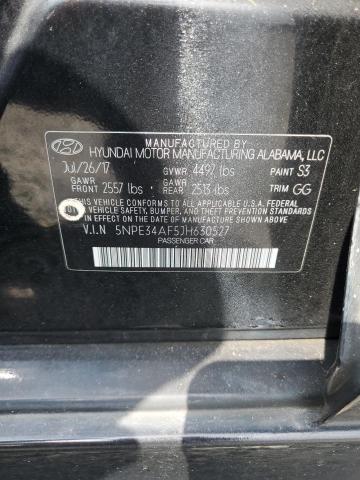 MANUFACTURED BY
HYUNDAI MOTOR MANUFACTURING ALABAMA, LLC
Jul/26/17 GVWR 4497 lbs PAINT S3
GAWR FRONT 2557 lbs GAWR REAR 2513 lbs TRIM GG
THIS VEHICLE CONFORMS TO ALL APPLICABLE FEDERAL MOTOR
VEHICLE SAFETY, BUMPER, AND THEFT PREVENTION STANDARDS
IN EFFECT ON THE DATE OF MANUFACTURE SHOWN ABOVE.
V.I.N 5NPE34AF5JH630527
PASSENGER CAR